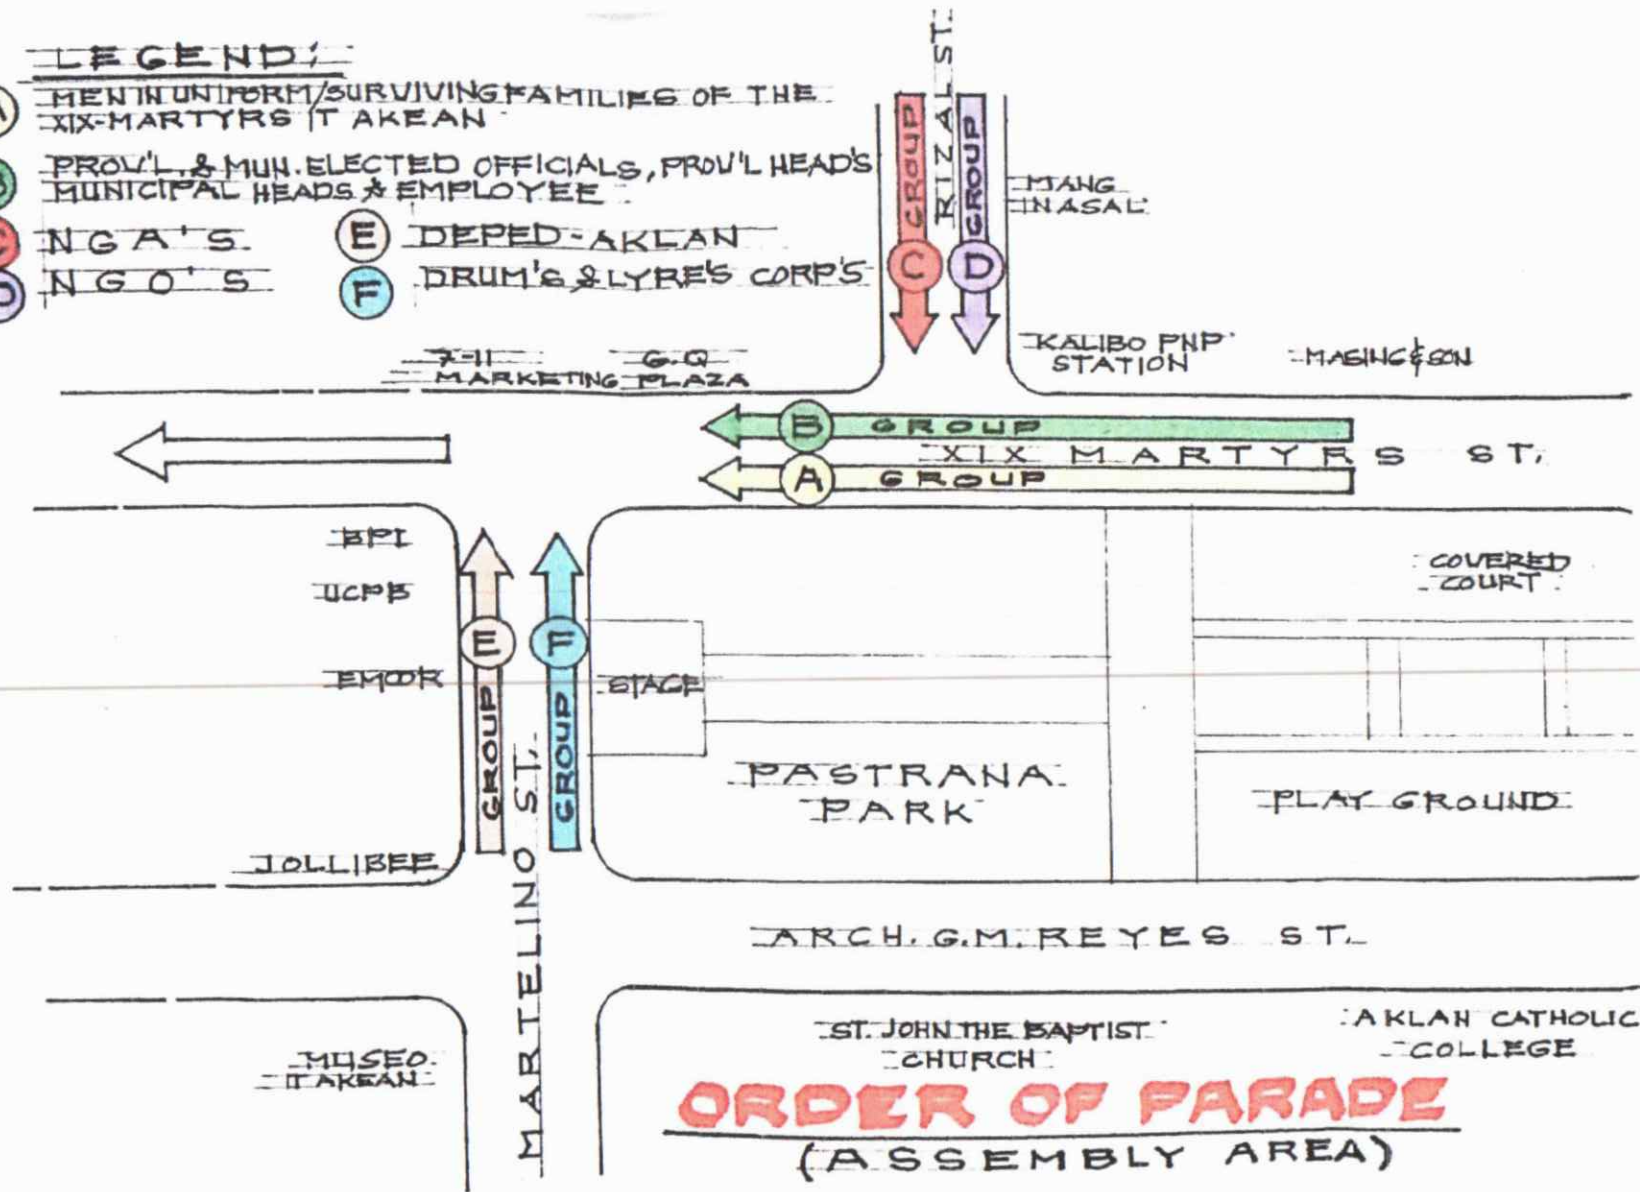 LEGEND:
A MEN IN UNIFORM/SURVIVING FAMILIES OF THE
XIX-MARTYRS IT AKEAN
B PROV'L. & MUN. ELECTED OFFICIALS, PROV'L HEAD'S
MUNICIPAL HEADS & EMPLOYEE
C NGA'S
E DEPED-AKLAN
D NGO'S
F DRUM'S & LYRE'S CORP'S
RIZAL ST.
GROUP C
GROUP D
MANG
INASAL
7-11
MARKETING
G.Q
PLAZA
KALIBO PNP
STATION
MASING & SON
B GROUP
XIX MARTYRS ST.
A GROUP
BPI
UCPB
EMOOR
JOLLIBEE
E GROUP
F GROUP
MARTELINO ST.
STAGE
PASTRANA
PARK
COVERED
COURT
PLAY GROUND
ARCH. G.M. REYES ST.
MUSEO
IT AKEAN
ST. JOHN THE BAPTIST
CHURCH
AKLAN CATHOLIC
COLLEGE
ORDER OF PARADE
(ASSEMBLY AREA)